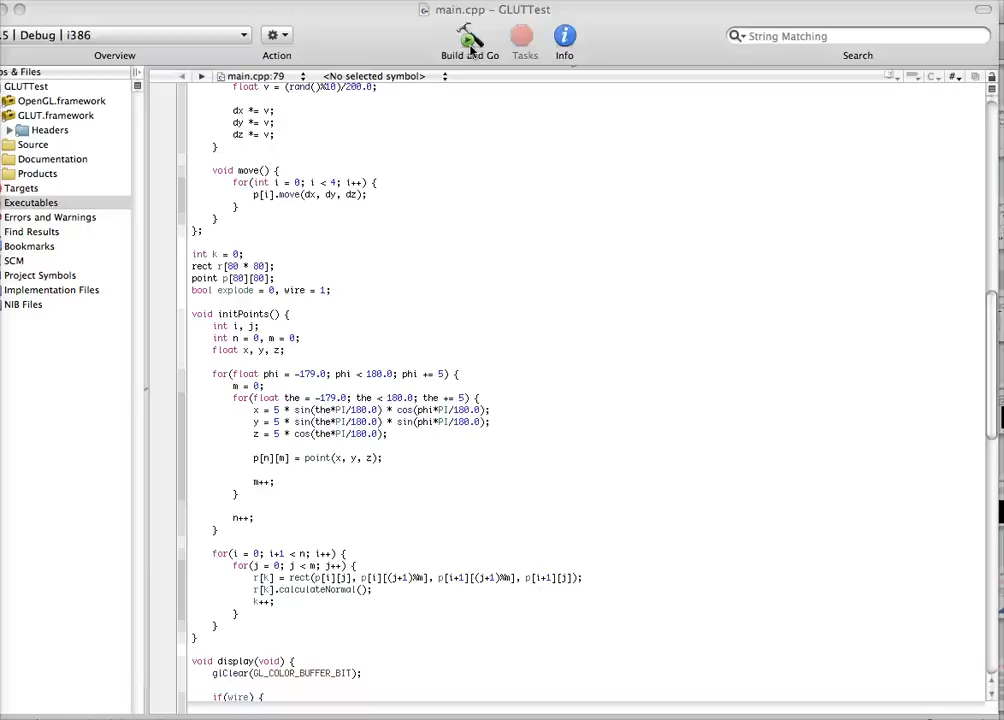 main.cpp – GLUTTest
5 | Debug | i386
String Matching
Overview
Action
Build and Go
Tasks
Info
Search
ps & Files
main.cpp:79
<No selected symbol>
GLUTTest
OpenGL.framework
GLUT.framework
Headers
Source
Documentation
Products
Targets
Executables
Errors and Warnings
Find Results
Bookmarks
SCM
Project Symbols
Implementation Files
NIB Files
float v = (rand()%10)/200.0;
dx *= v;
dy *= v;
dz *= v;
}
void move() {
for(int i = 0; i < 4; i++) {
p[i].move(dx, dy, dz);
}
}
};
int k = 0;
rect r[80 * 80];
point p[80][80];
bool explode = 0, wire = 1;
void initPoints() {
int i, j;
int n = 0, m = 0;
float x, y, z;
for(float phi = -179.0; phi < 180.0; phi += 5) {
m = 0;
for(float the = -179.0; the < 180.0; the += 5) {
x = 5 * sin(the*PI/180.0) * cos(phi*PI/180.0);
y = 5 * sin(the*PI/180.0) * sin(phi*PI/180.0);
z = 5 * cos(the*PI/180.0);
p[n][m] = point(x, y, z);
m++;
}
n++;
}
for(i = 0; i+1 < n; i++) {
for(j = 0; j < m; j++) {
r[k] = rect(p[i][j], p[i][(j+1)%m], p[i+1][(j+1)%m], p[i+1][j]);
r[k].calculateNormal();
k++;
}
}
}
void display(void) {
glClear(GL_COLOR_BUFFER_BIT);
if(wire) {